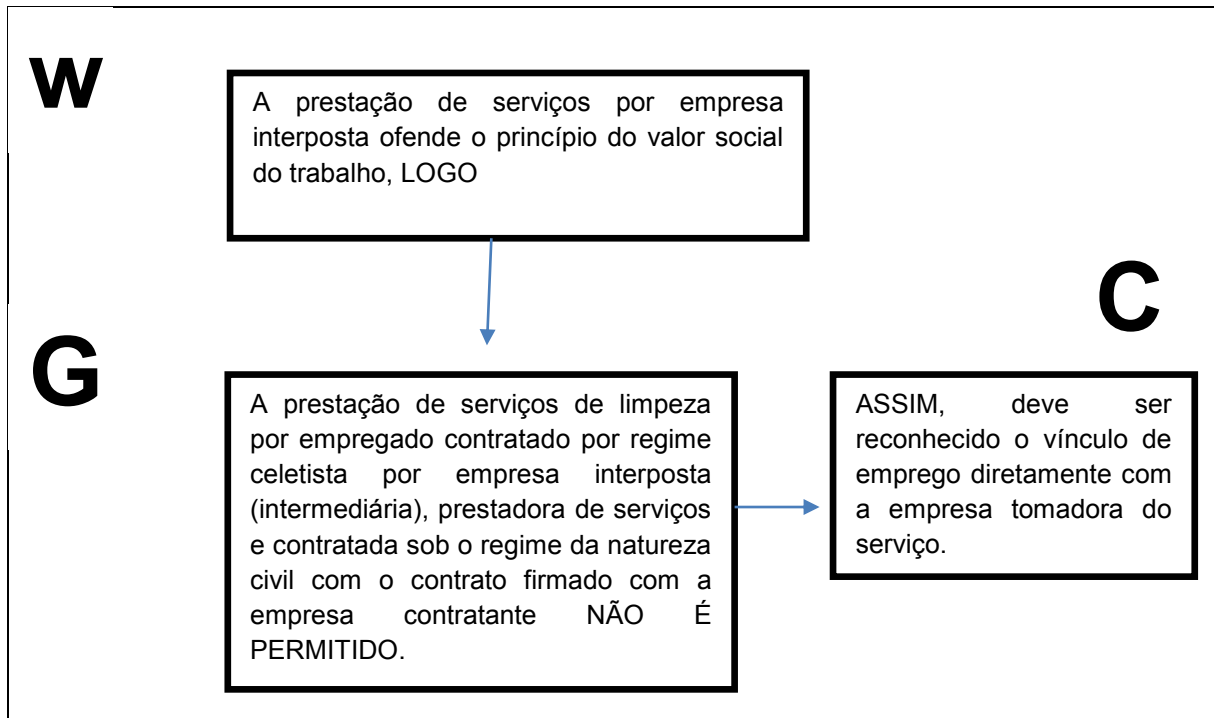 W
A prestação de serviços por empresa
interposta ofende o princípio do valor social
do trabalho, LOGO
C
G
A prestação de serviços de limpeza
por empregado contratado por regime
celetista por empresa interposta
(intermediária), prestadora de serviços
e contratada sob o regime da natureza
civil com o contrato firmado com a
empresa contratante NÃO É
PERMITIDO.
ASSIM, deve ser
reconhecido o vínculo de
emprego diretamente com
a empresa tomadora do
serviço.